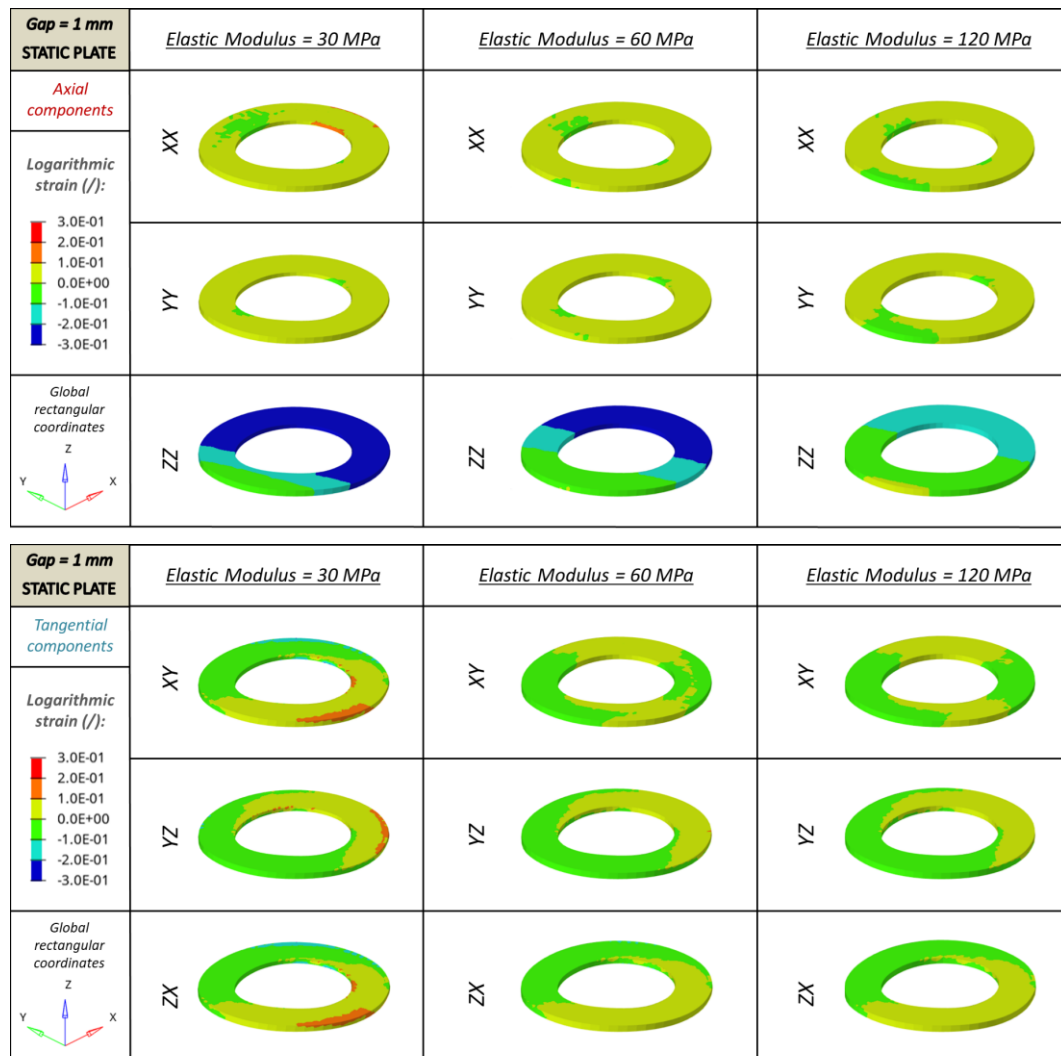 Gap = 1 mm
STATIC PLATE
Elastic Modulus = 30 MPa
Elastic Modulus = 60 MPa
Elastic Modulus = 120 MPa
Axial
components
Logarithmic
strain (/):
3.0E-01
2.0E-01
1.0E-01
0.0E+00
-1.0E-01
-2.0E-01
-3.0E-01
XX
XX
XX
YY
YY
YY
Global
rectangular
coordinates
Z
Y
X
ZZ
ZZ
ZZ
Gap = 1 mm
STATIC PLATE
Elastic Modulus = 30 MPa
Elastic Modulus = 60 MPa
Elastic Modulus = 120 MPa
Tangential
components
Logarithmic
strain (/):
3.0E-01
2.0E-01
1.0E-01
0.0E+00
-1.0E-01
-2.0E-01
-3.0E-01
XY
XY
XY
YZ
YZ
YZ
Global
rectangular
coordinates
Z
Y
X
ZX
ZX
ZX